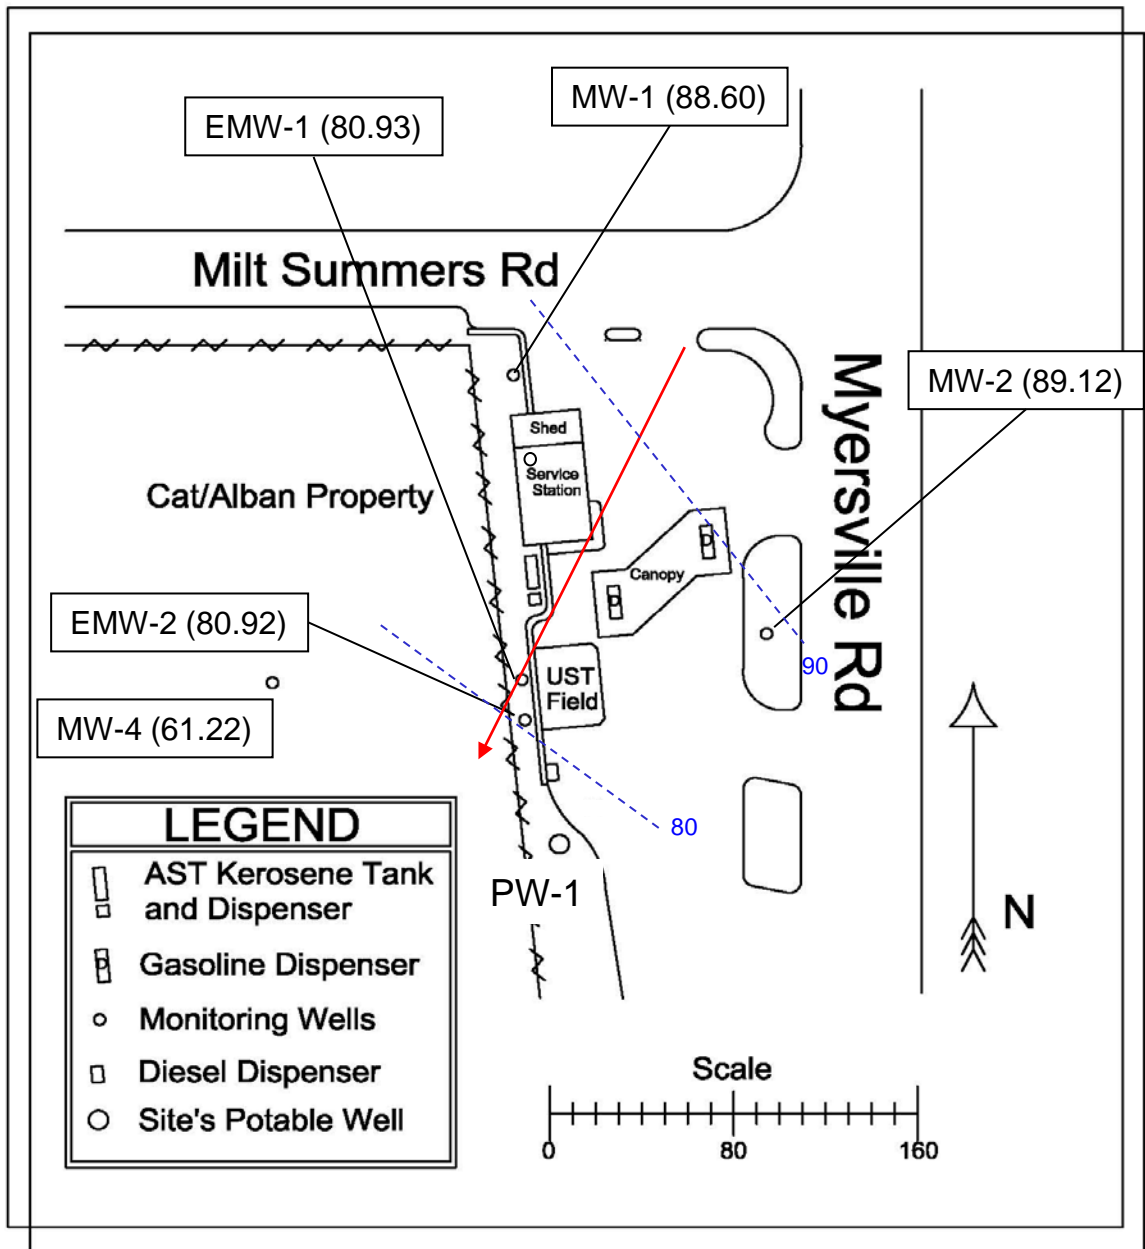 MW-1 (88.60)
EMW-1 (80.93)
Milt Summers Rd
MW-2 (89.12)
Myersville Rd
Shed
Service
Station
Cat/Alban Property
D
Canopy
D
EMW-2 (80.92)
90
UST
Field
MW-4 (61.22)
80
PW-1
N
LEGEND
AST Kerosene Tank
and Dispenser
D
Gasoline Dispenser
Monitoring Wells
Diesel Dispenser
Site's Potable Well
Scale
0 80 160